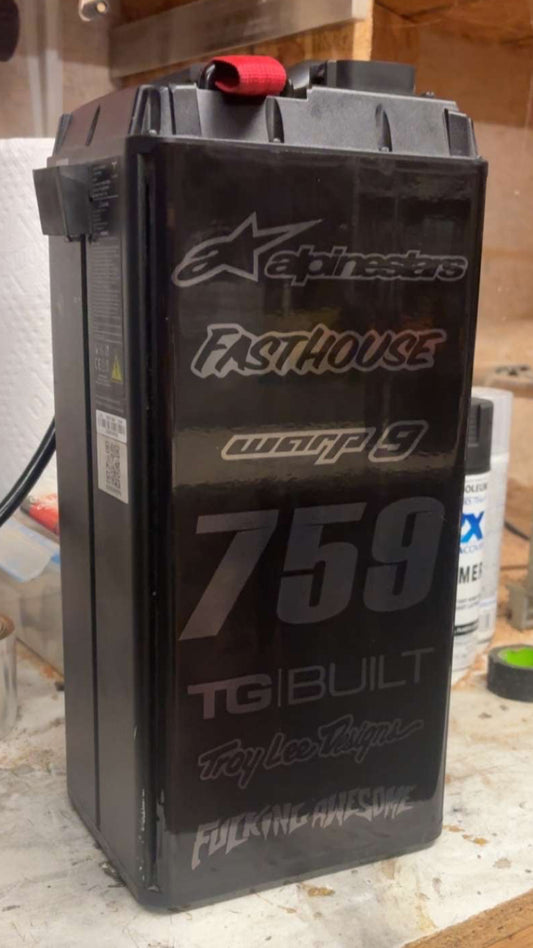 alpinestars
FASTHOUSE
warp 9
759
TG|BUILT
Troy Lee Designs
FUCKING AWESOME